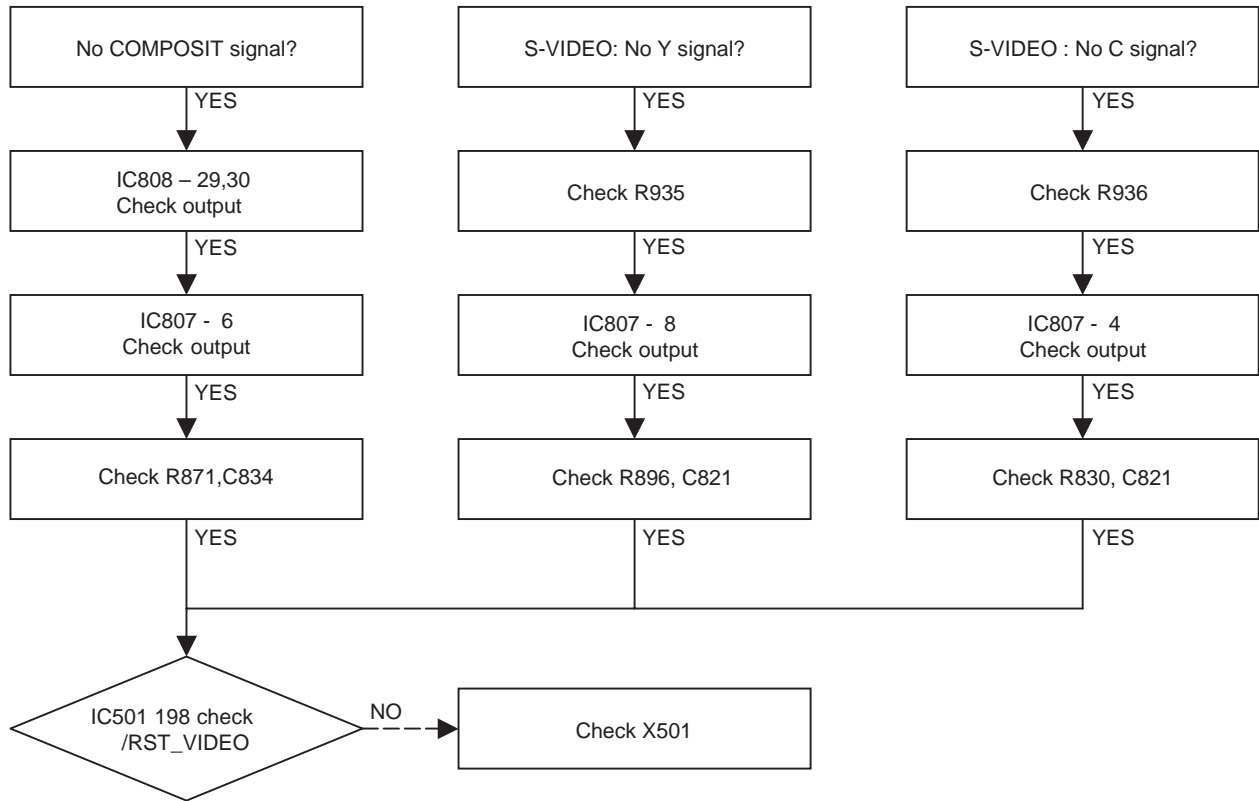 No COMPOSIT signal?
YES
IC808 – 29,30
Check output
YES
IC807 - 6
Check output
YES
Check R871,C834
YES
S-VIDEO: No Y signal?
YES
Check R935
YES
IC807 - 8
Check output
YES
Check R896, C821
S-VIDEO : No C signal?
YES
Check R936
YES
IC807 - 4
Check output
YES
Check R830, C821
YES
IC501 198 check
/RST_VIDEO
NO
Check X501